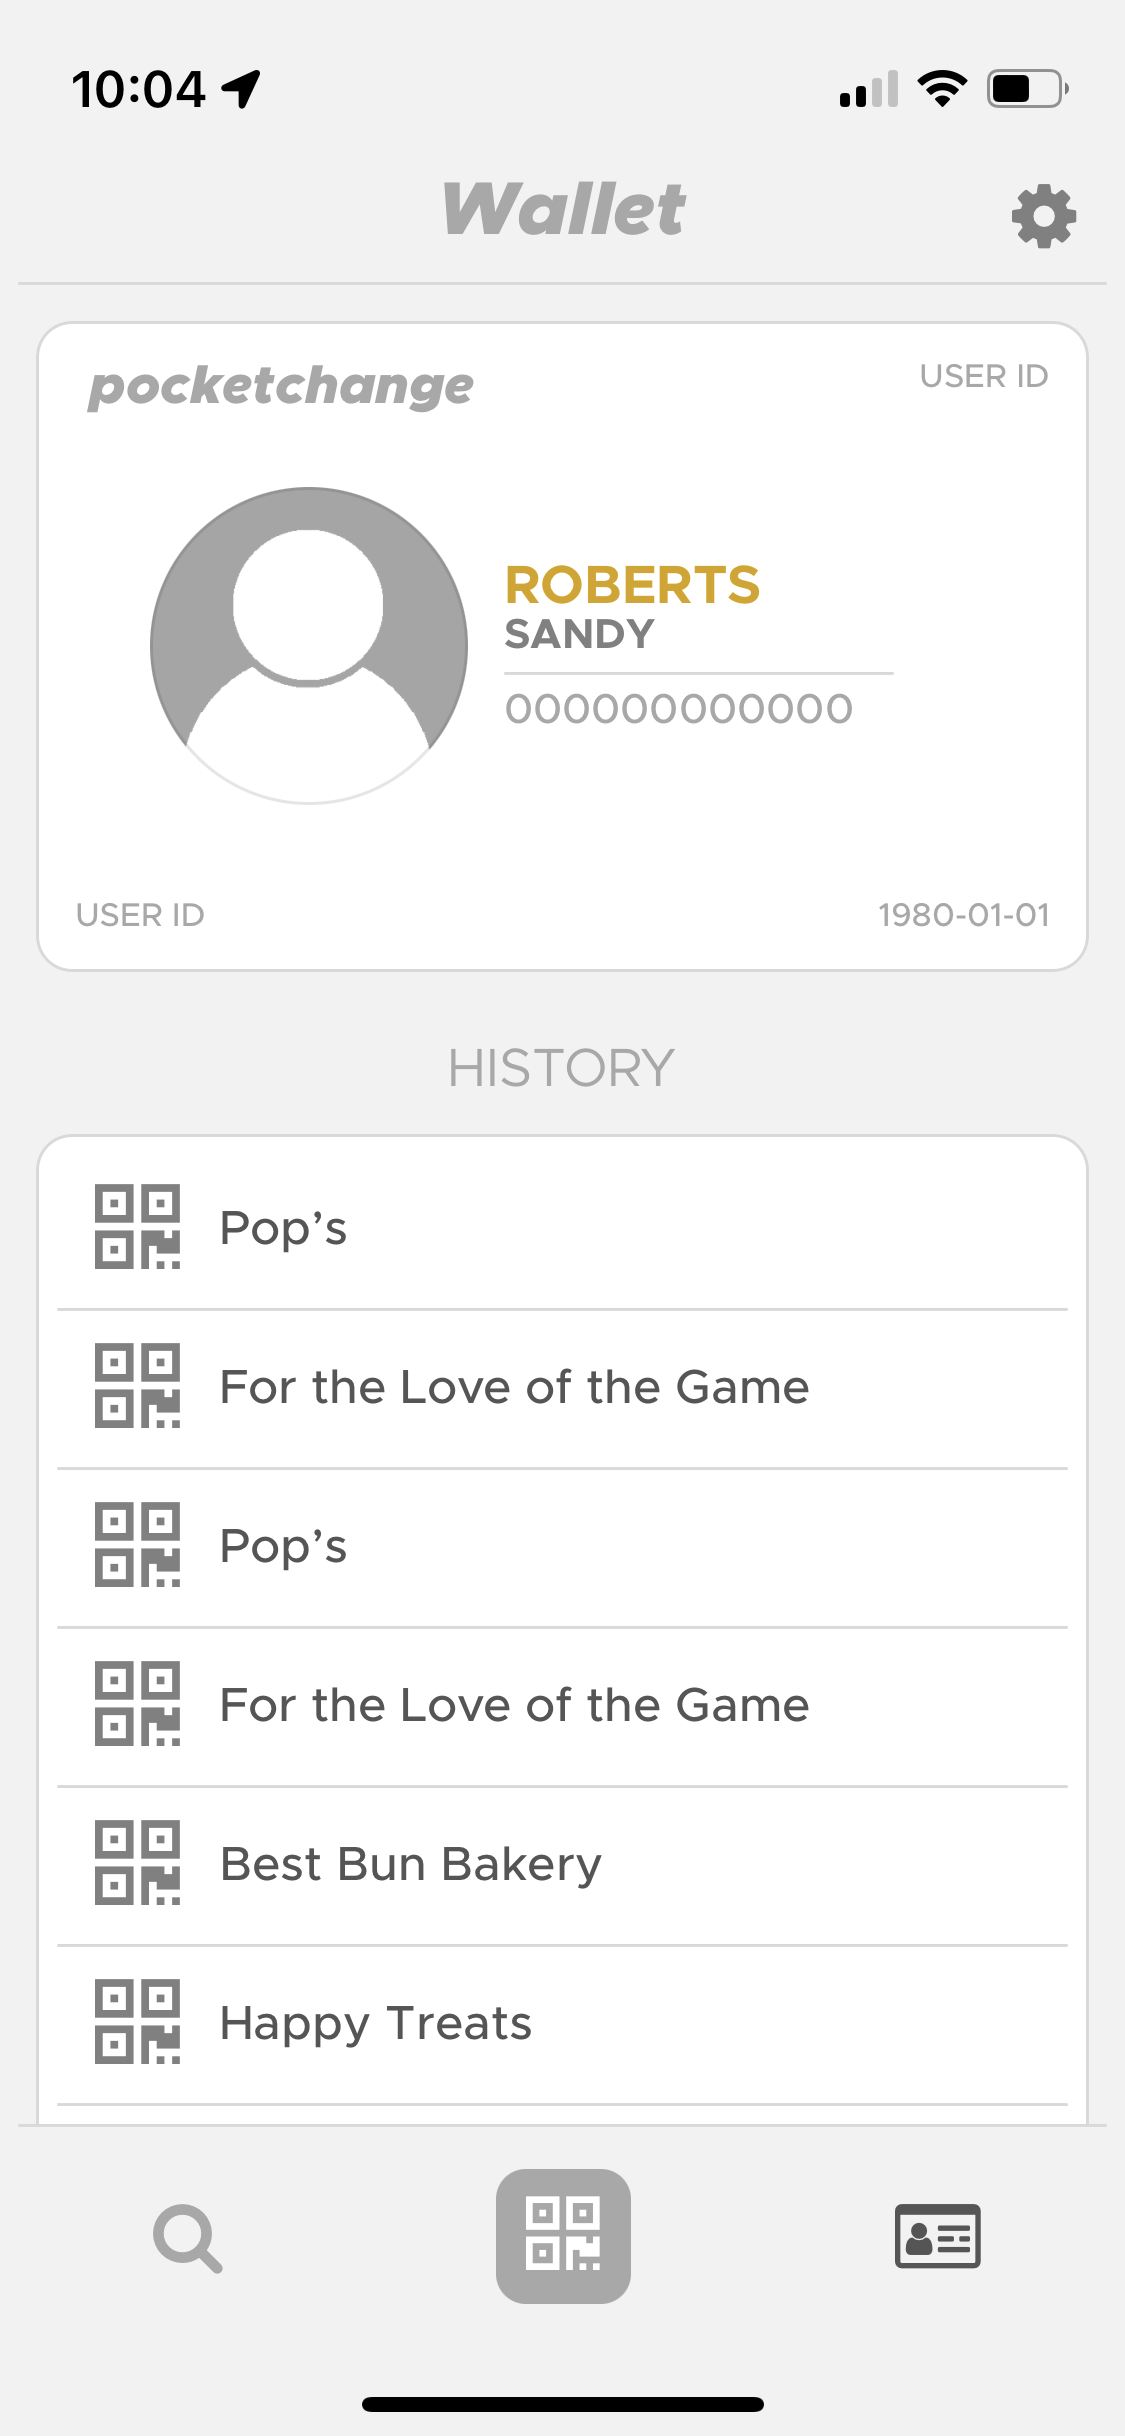 10:04
Wallet
pocketchange
USER ID
ROBERTS
SANDY
000000000000
USER ID
1980-01-01
HISTORY
Pop’s
For the Love of the Game
Pop’s
For the Love of the Game
Best Bun Bakery
Happy Treats